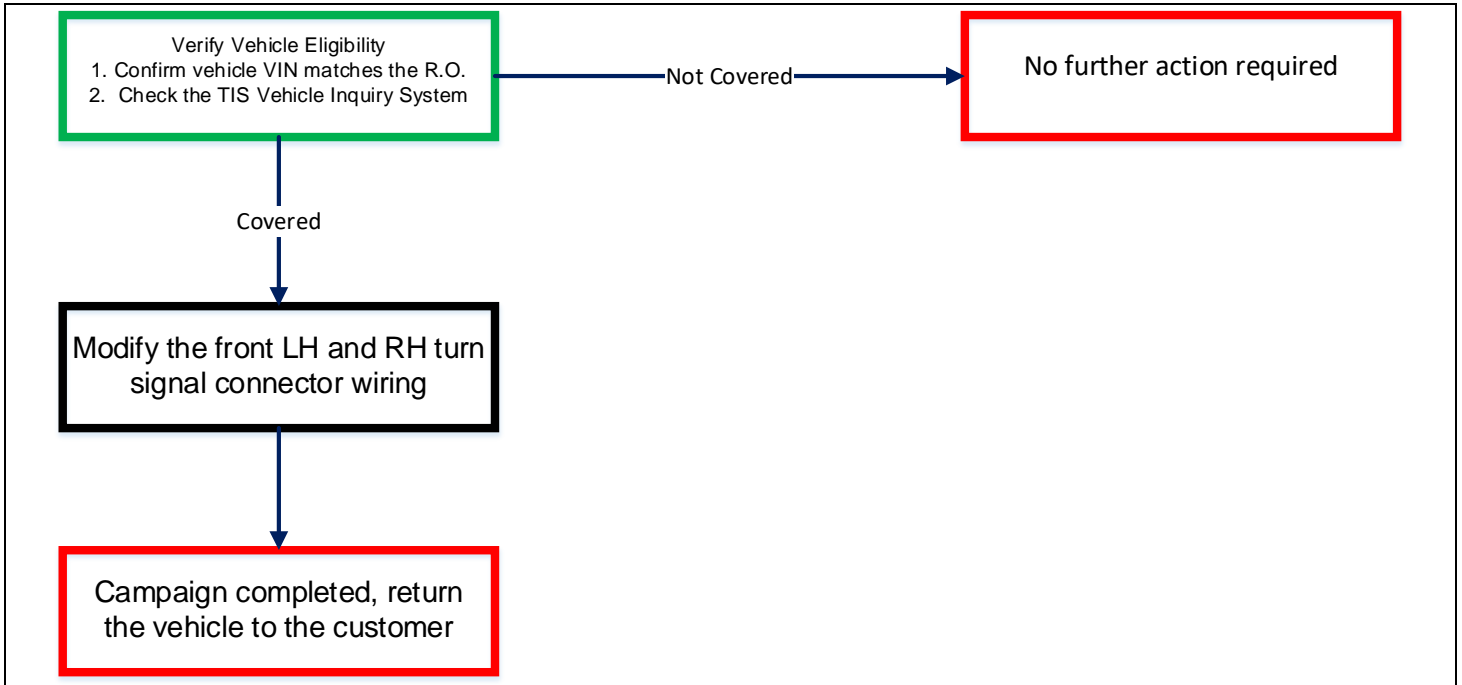 Verify Vehicle Eligibility
1. Confirm vehicle VIN matches the R.O.
2. Check the TIS Vehicle Inquiry System
Not Covered
No further action required
Covered
Modify the front LH and RH turn
signal connector wiring
Campaign completed, return
the vehicle to the customer